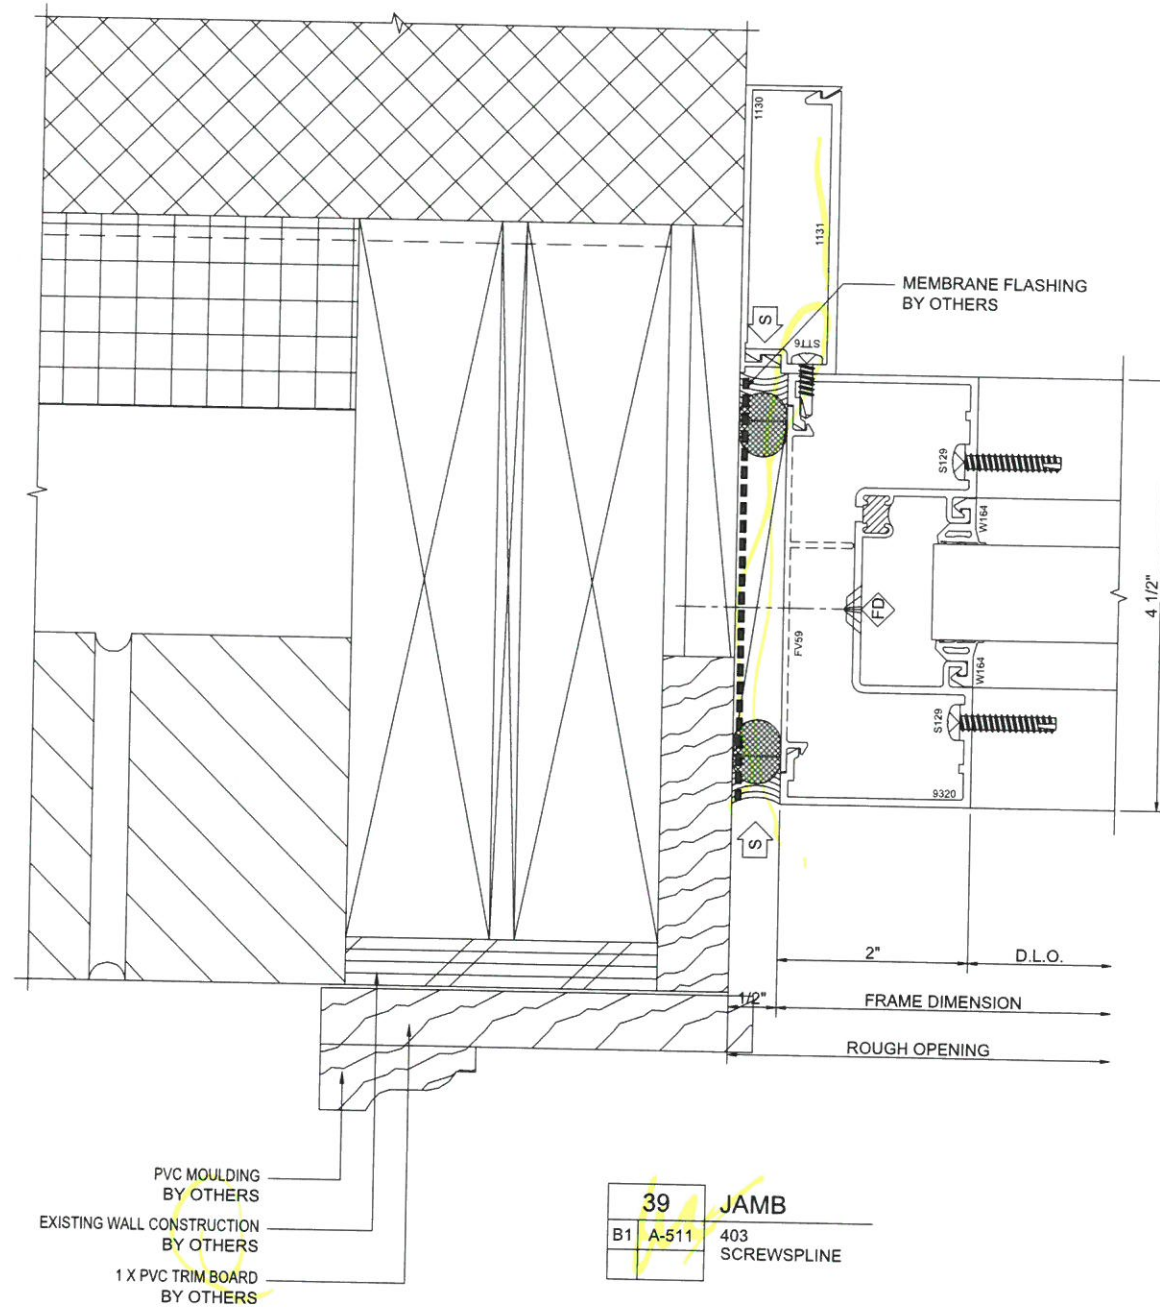 1130
1131
MEMBRANE FLASHING
BY OTHERS
S
STT6
S129
W164
4 1/2"
FD
FV59
W164
S129
9320
S
2"
D.L.O.
1/2"
FRAME DIMENSION
ROUGH OPENING
PVC MOULDING
BY OTHERS
EXISTING WALL CONSTRUCTION
BY OTHERS
1 X PVC TRIM BOARD
BY OTHERS
39
JAMB
B1
A-511
403
SCREWSPLINE